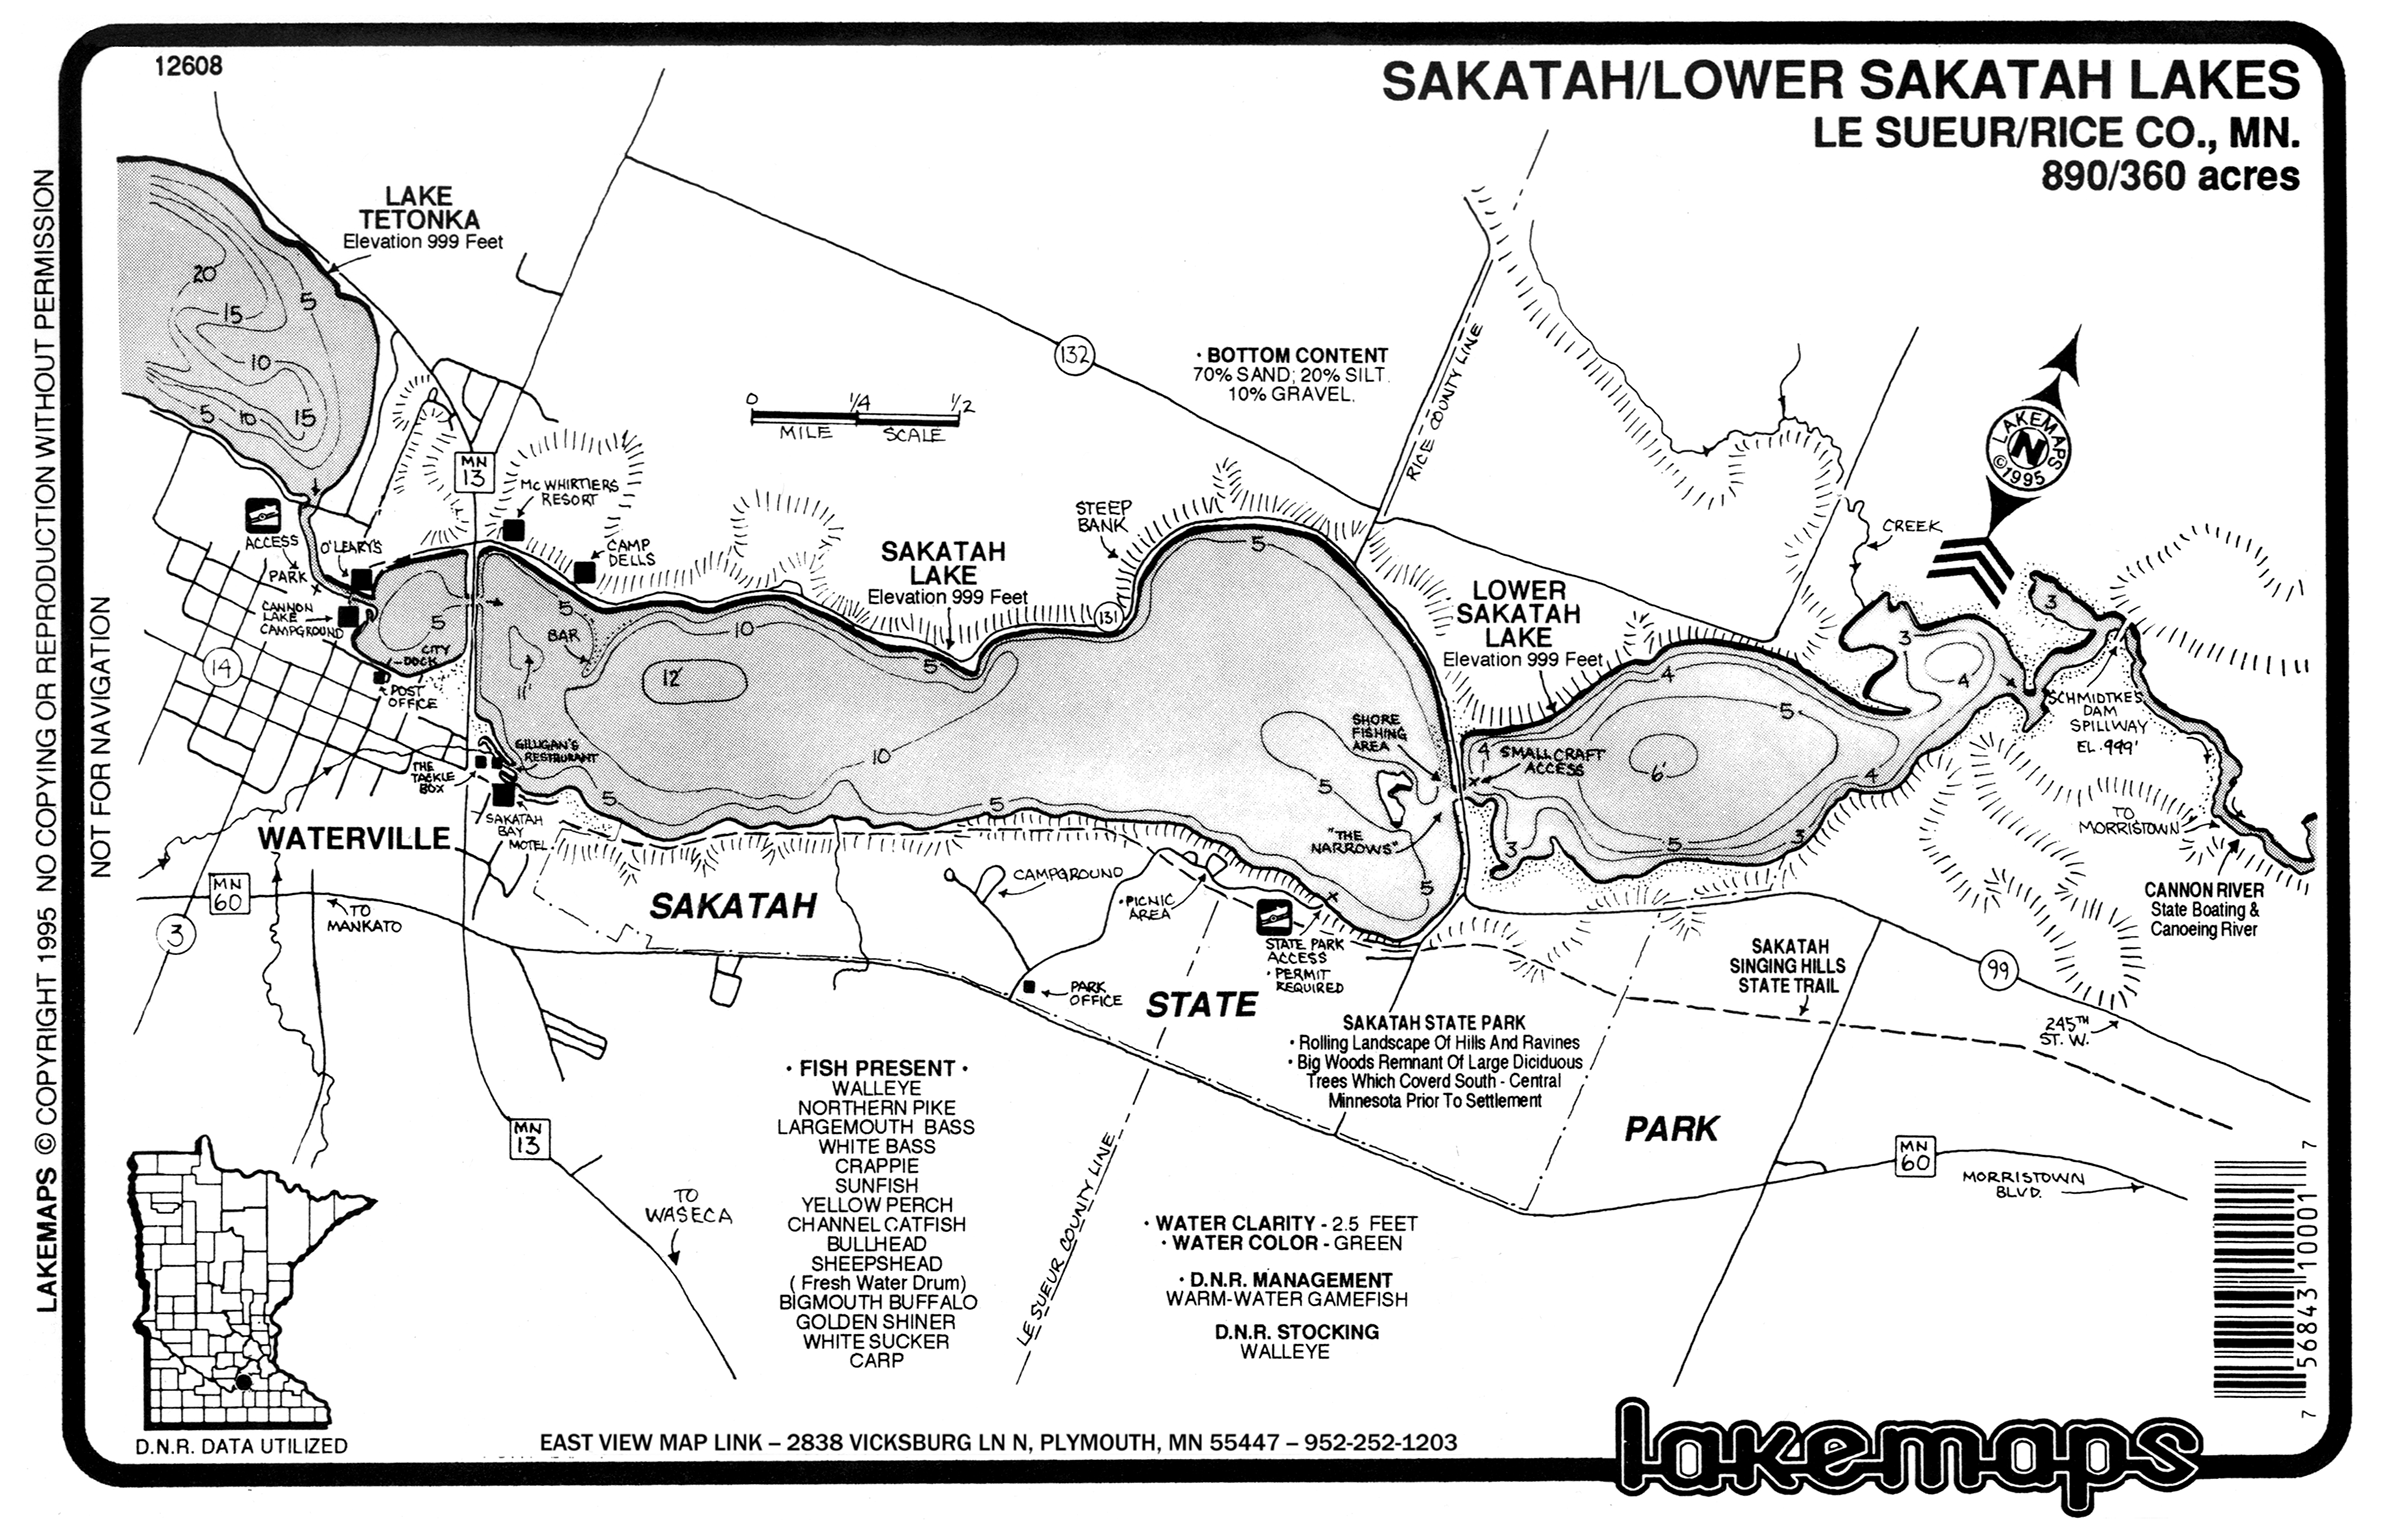 12608
SAKATAH/LOWER SAKATAH LAKES
LE SUEUR/RICE CO., MN.
890/360 acres
LAKEMAPS © COPYRIGHT 1995 NO COPYING OR REPRODUCTION WITHOUT PERMISSION
NOT FOR NAVIGATION
LAKE
TETONKA
Elevation 999 Feet
20
15
5
10
5
10
15
132
· BOTTOM CONTENT
70% SAND; 20% SILT.
10% GRAVEL.
RICE COUNTY LINE
0 1/4 1/2
MILE SCALE
LAKEMAPS
N
©1995
MN
13
McWHIRTIERS
RESORT
CAMP
DELLS
ACCESS
O'LEARY'S
PARK
CANNON
LAKE
CAMPGROUND
5
CITY
DOCK
POST
OFFICE
14
5
BAR
11'
12'
10
5
10
5
5
SAKATAH
LAKE
Elevation 999 Feet
STEEP
BANK
131
5
LOWER
SAKATAH
LAKE
Elevation 999 Feet
CREEK
3
3
4
4
5
4
6'
4
5
3
3
SHORE
FISHING
AREA
SMALL CRAFT
ACCESS
5
"THE
NARROWS"
5
SCHMIDTKE'S
DAM
SPILLWAY
EL. 999'
TO
MORRISTOWN
CANNON RIVER
State Boating &
Canoeing River
GILLIGAN'S
RESTAURANT
THE
TACKLE
BOX
SAKATAH
BAY
MOTEL
WATERVILLE
MN
60
TO
MANKATO
3
SAKATAH
CAMPGROUND
· PICNIC
AREA
STATE PARK
ACCESS
· PERMIT
REQUIRED
PARK
OFFICE
STATE
SAKATAH
SINGING HILLS
STATE TRAIL
99
245TH
ST. W.
SAKATAH STATE PARK
· Rolling Landscape Of Hills And Ravines
· Big Woods Remnant Of Large Diciduous
Trees Which Coverd South - Central
Minnesota Prior To Settlement
PARK
MN
60
MORRISTOWN
BLVD.
MN
13
TO
WASECA
· FISH PRESENT ·
WALLEYE
NORTHERN PIKE
LARGEMOUTH BASS
WHITE BASS
CRAPPIE
SUNFISH
YELLOW PERCH
CHANNEL CATFISH
BULLHEAD
SHEEPSHEAD
( Fresh Water Drum)
BIGMOUTH BUFFALO
GOLDEN SHINER
WHITE SUCKER
CARP
LE SUEUR COUNTY LINE
· WATER CLARITY - 2.5 FEET
· WATER COLOR - GREEN
· D.N.R. MANAGEMENT
WARM-WATER GAMEFISH
D.N.R. STOCKING
WALLEYE
7 56843 10001 7
D.N.R. DATA UTILIZED
EAST VIEW MAP LINK – 2838 VICKSBURG LN N, PLYMOUTH, MN 55447 – 952-252-1203
lakemaps